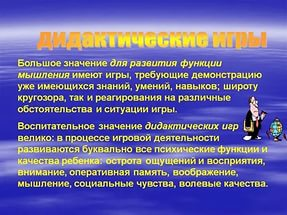 дидактические игры
Большое значение для развития функции
мышления имеют игры, требующие демонстрацию
уже имеющихся знаний, умений, навыков; широту
кругозора, так и реагирования на различные
обстоятельства и ситуации игры.
Воспитательное значение дидактических игр
велико: в процессе игровой деятельности
развиваются буквально все психические функции и
качества ребенка: острота ощущений и восприятия,
внимание, оперативная память, воображение,
мышление, социальные чувства, волевые качества.